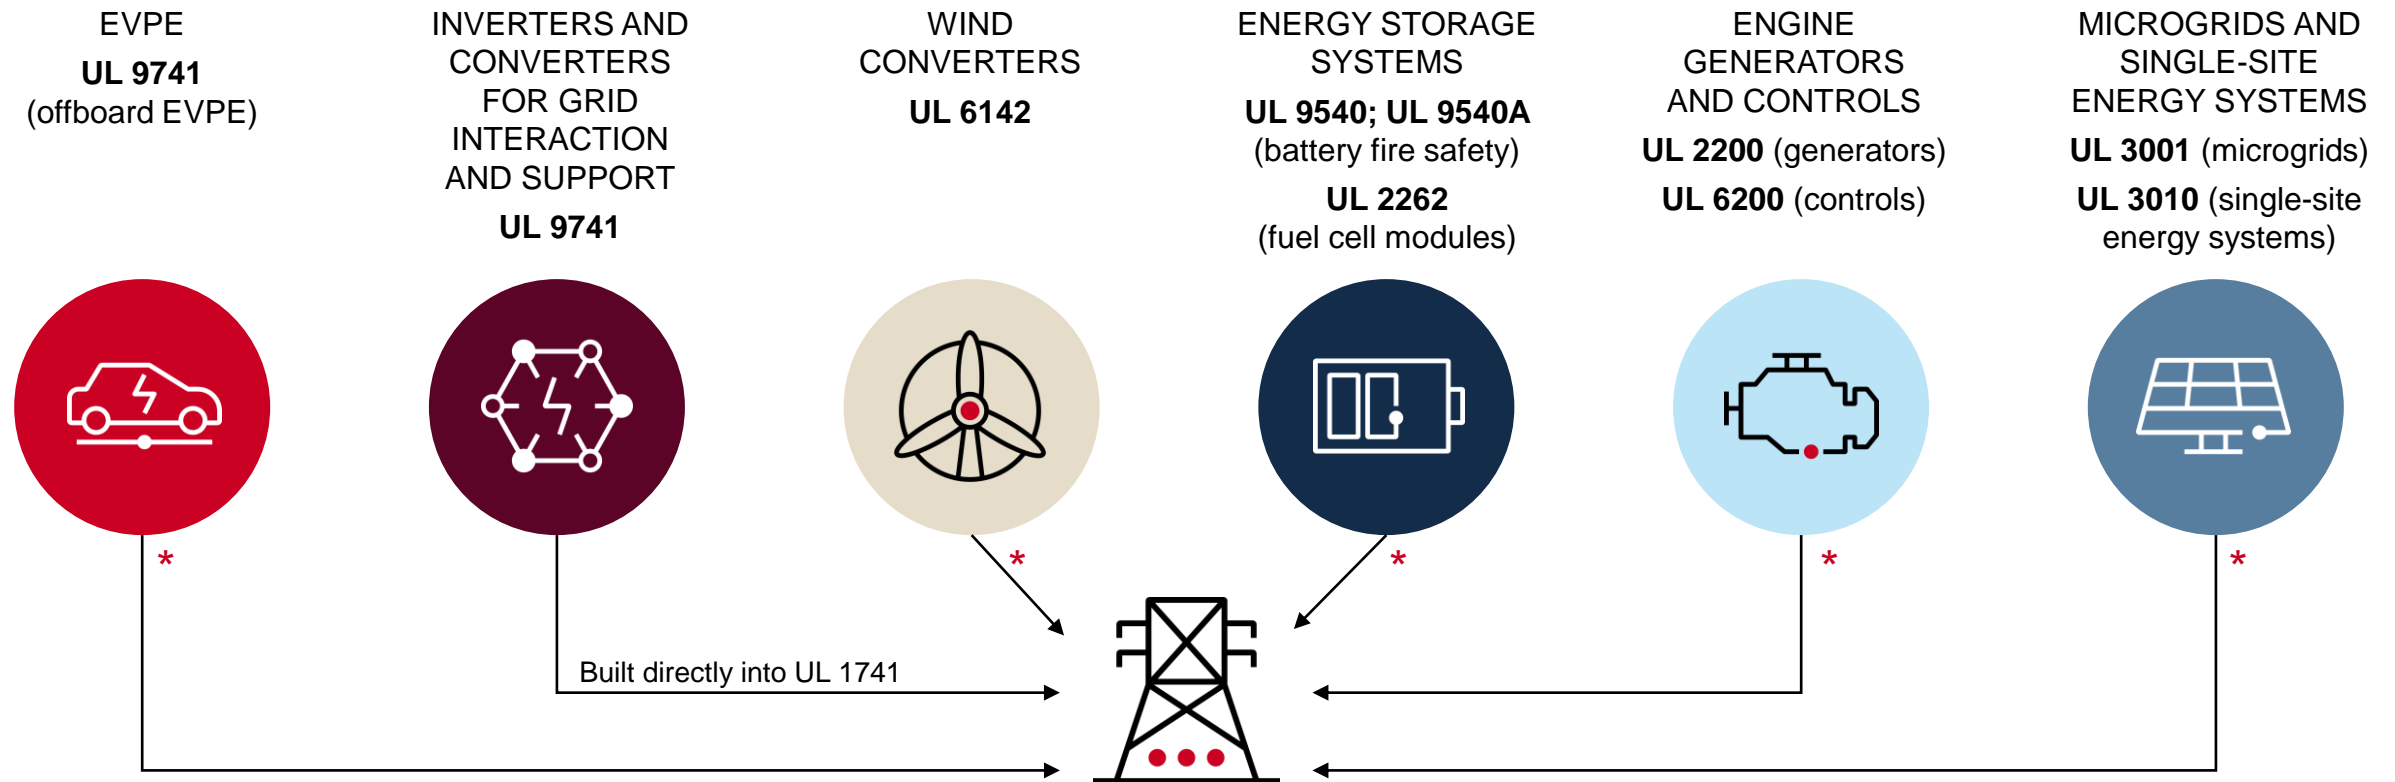 EVPE
UL 9741
(offboard EVPE)
INVERTERS AND
CONVERTERS
FOR GRID
INTERACTION
AND SUPPORT
UL 9741
WIND
CONVERTERS
UL 6142
ENERGY STORAGE
SYSTEMS
UL 9540; UL 9540A
(battery fire safety)
UL 2262
(fuel cell modules)
ENGINE
GENERATORS
AND CONTROLS
UL 2200 (generators)
UL 6200 (controls)
MICROGRIDS AND
SINGLE-SITE
ENERGY SYSTEMS
UL 3001 (microgrids)
UL 3010 (single-site
energy systems)
*
*
*
*
*
Built directly into UL 1741